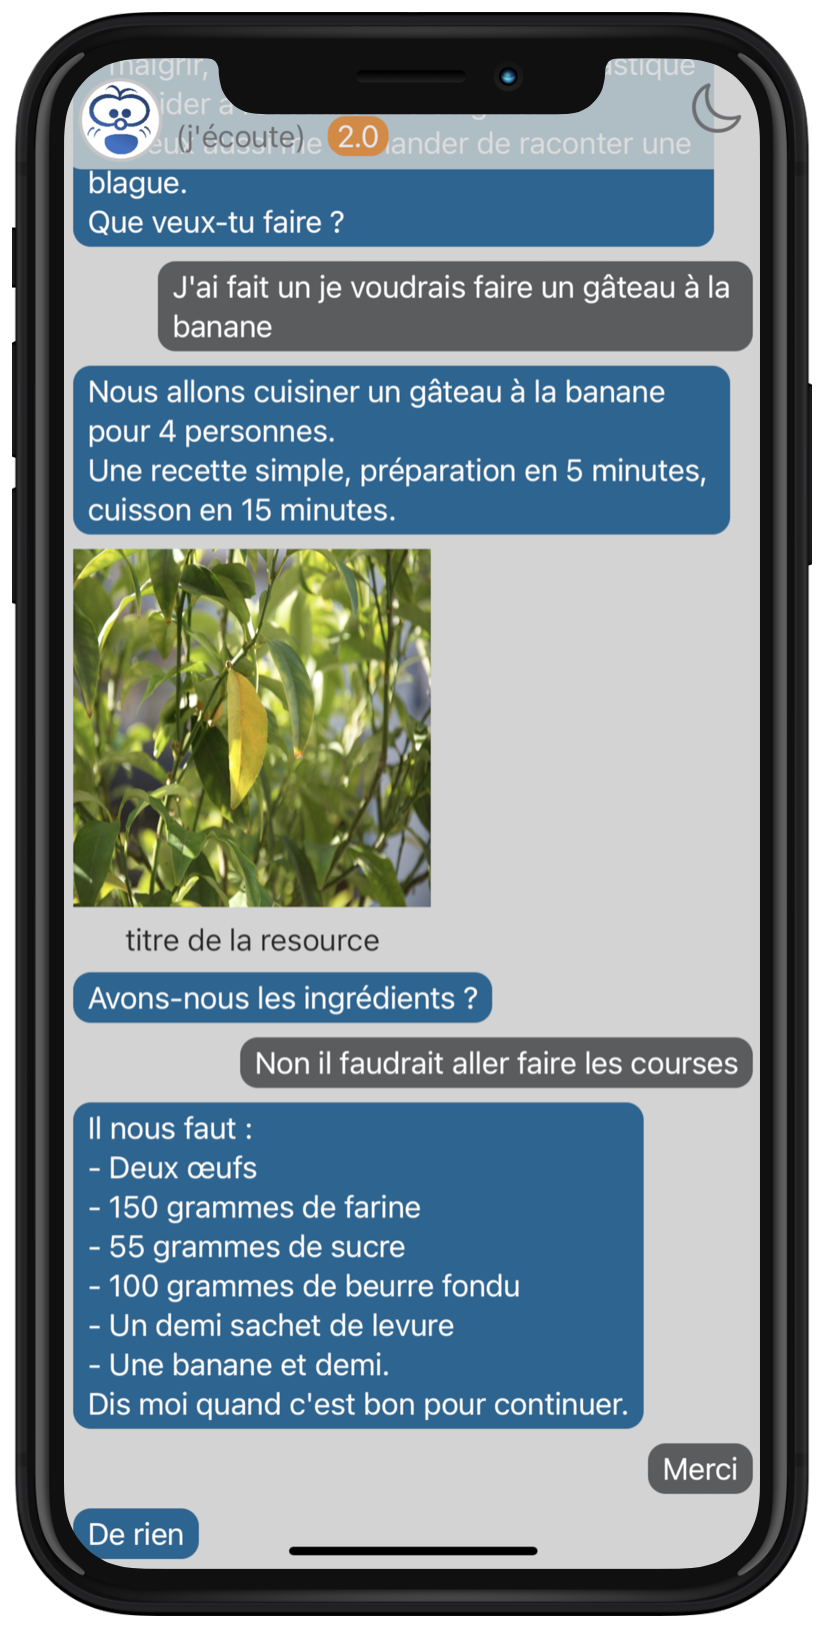 maigrir, astique
ider à
(j'écoute) 2.0
eux aussi me ander de raconter une
blague.
Que veux-tu faire ?
J'ai fait un je voudrais faire un gâteau à la
banane
Nous allons cuisiner un gâteau à la banane
pour 4 personnes.
Une recette simple, préparation en 5 minutes,
cuisson en 15 minutes.
titre de la resource
Avons-nous les ingrédients ?
Non il faudrait aller faire les courses
Il nous faut :
- Deux œufs
- 150 grammes de farine
- 55 grammes de sucre
- 100 grammes de beurre fondu
- Un demi sachet de levure
- Une banane et demi.
Dis moi quand c'est bon pour continuer.
Merci
De rien